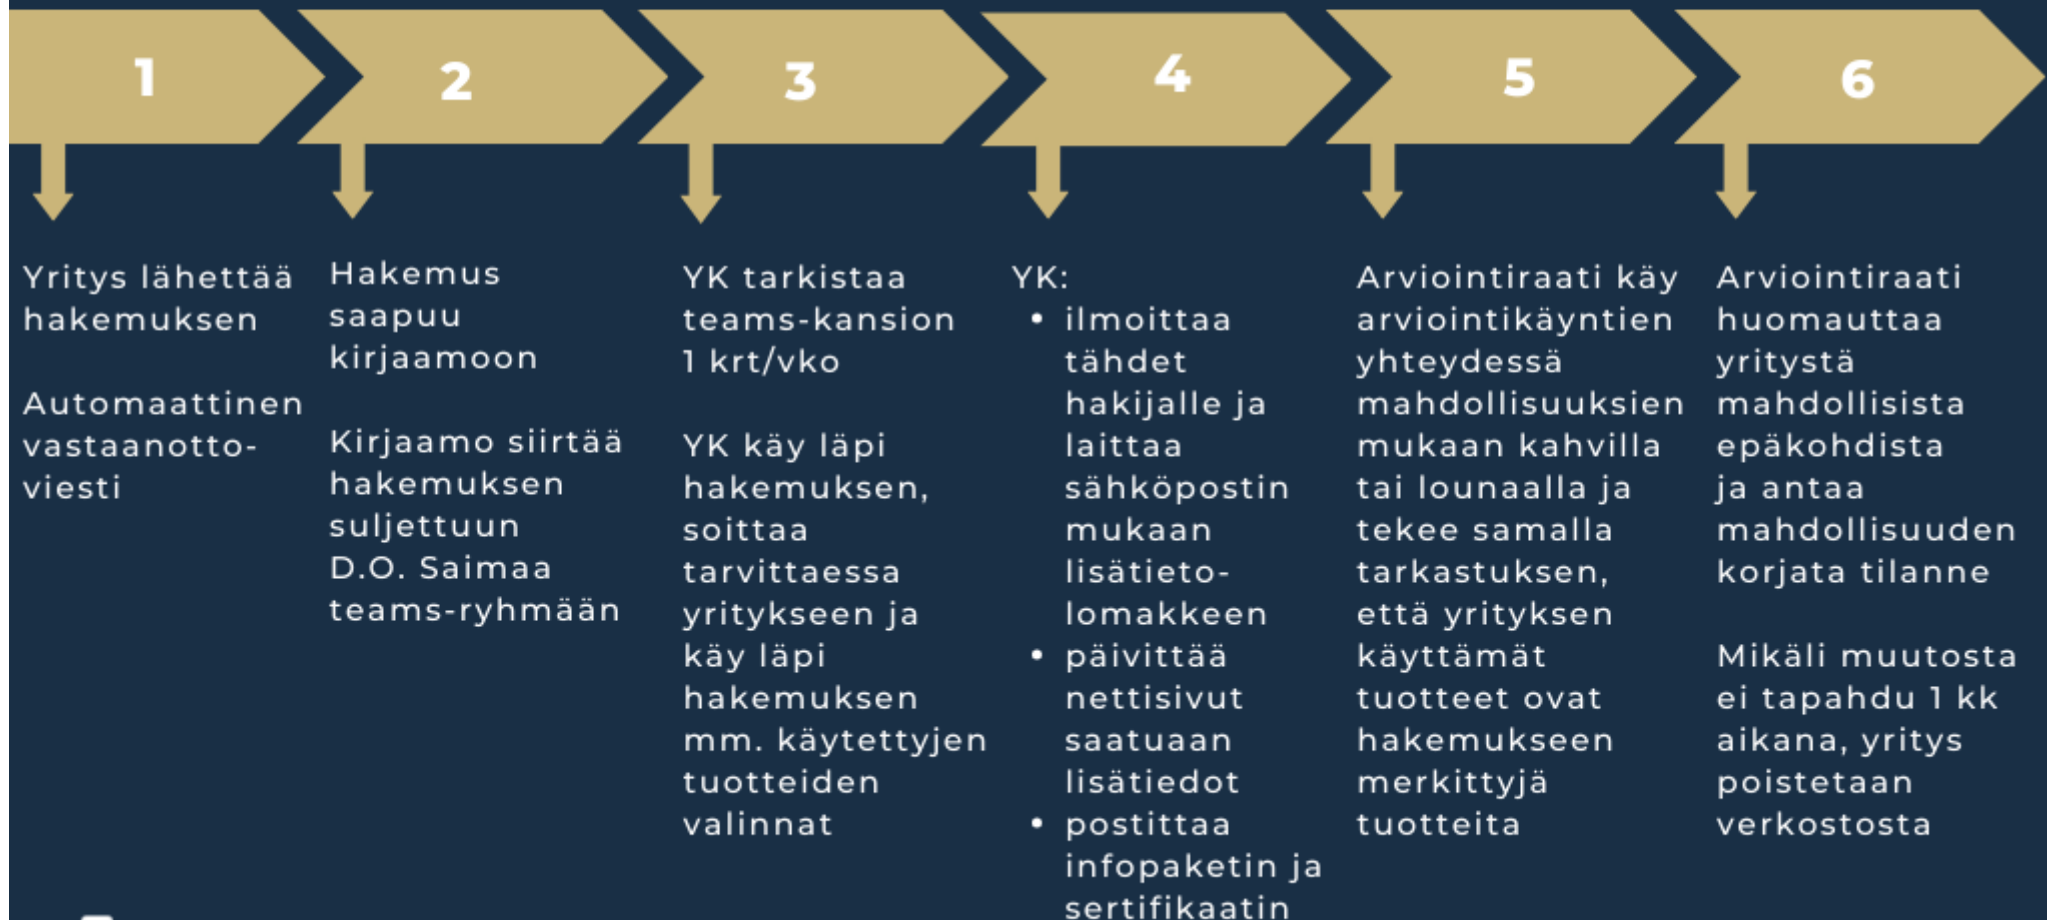 1
2
3
4
5
6
Yritys lähettää
hakemuksen
Automaattinen
vastaanotto-
viesti
Hakemus
saapuu
kirjaamoon
Kirjaamo siirtää
hakemuksen
suljettuun
D.O. Saimaa
teams-ryhmään
YK tarkistaa
teams-kansion
1 krt/vko
YK käy läpi
hakemuksen,
soittaa
tarvittaessa
yritykseen ja
käy läpi
hakemuksen
mm. käytettyjen
tuotteiden
valinnat
YK:
• ilmoittaa
tähdet
hakijalle ja
laittaa
sähköpostin
mukaan
lisätieto-
lomakkeen
• päivittää
nettisivut
saatuaan
lisätiedot
• postittaa
infopaketin ja
sertifikaatin
Arviointiraati käy
arviointikäyntien
yhteydessä
mahdollisuuksien
mukaan kahvilla
tai lounaalla ja
tekee samalla
tarkastuksen,
että yrityksen
käyttämät
tuotteet ovat
hakemukseen
merkittyjä
tuotteita
Arviointiraati
huomauttaa
yritystä
mahdollisista
epäkohdista
ja antaa
mahdollisuuden
korjata tilanne
Mikäli muutosta
ei tapahdu 1 kk
aikana, yritys
poistetaan
verkostosta